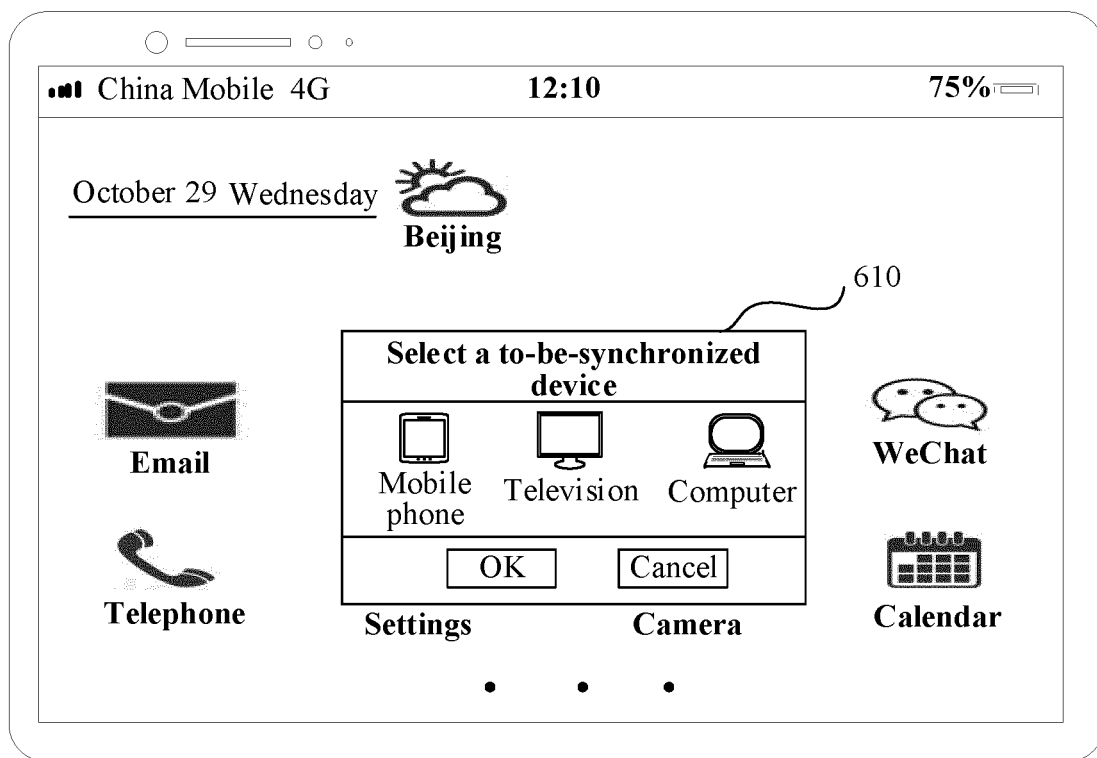 China Mobile 4G 12:10 75%
October 29 Wednesday
Beijing
610
Select a to-be-synchronized
device
Email
WeChat
Mobile
phone
Television
Computer
OK
Cancel
Telephone
Settings
Camera
Calendar